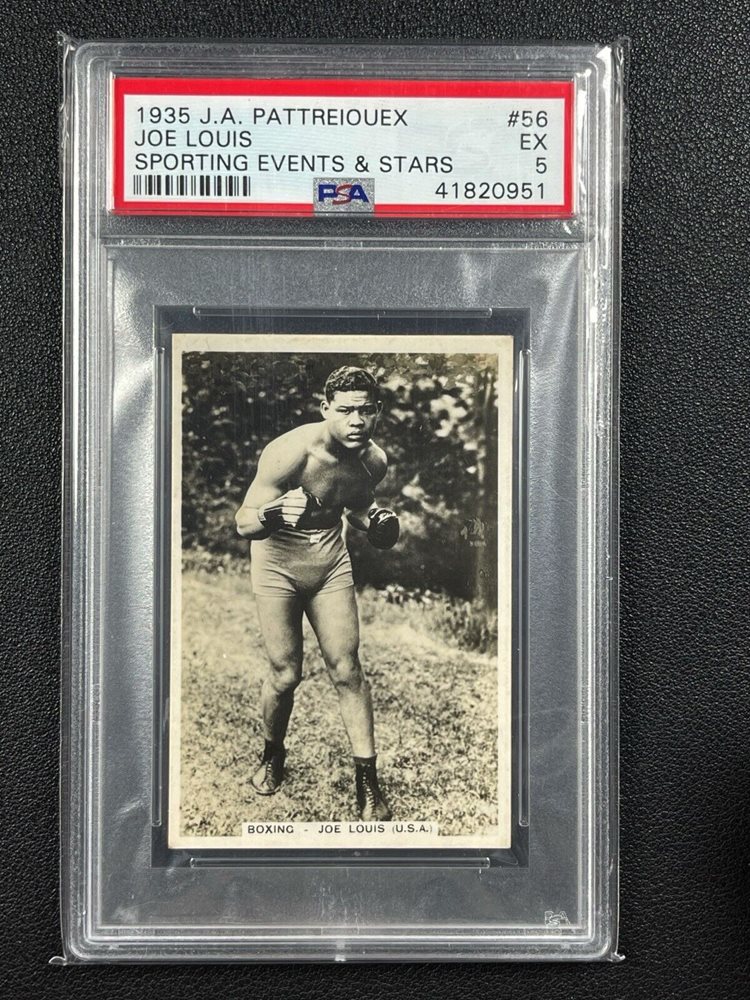 1935 J.A. PATTREIOUEX #56
JOE LOUIS EX
SPORTING EVENTS & STARS 5
PSA 41820951
BOXING - JOE LOUIS (U.S.A.)